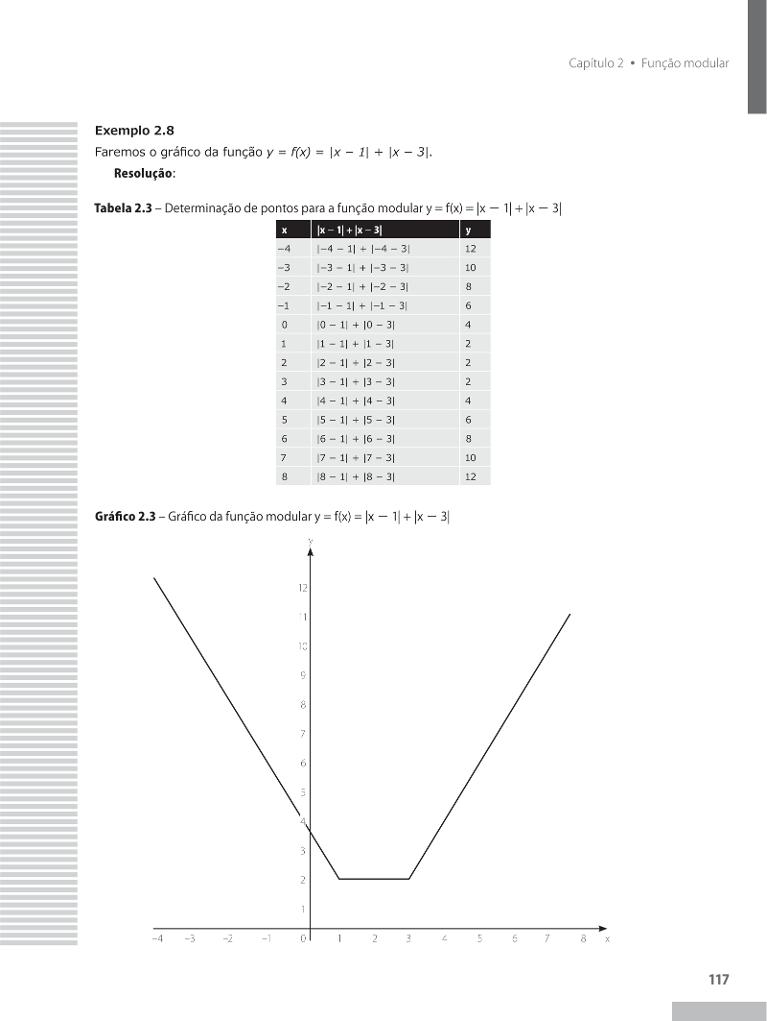 Capítulo 2 • Função modular
Exemplo 2.8
Faremos o gráfico da função y = f(x) = |x − 1| + |x − 3|.
Resolução:
Tabela 2.3 – Determinação de pontos para a função modular y = f(x) = |x − 1| + |x − 3|
x |x − 1| + |x − 3| y
−4 |−4 − 1| + |−4 − 3| 12
−3 |−3 − 1| + |−3 − 3| 10
−2 |−2 − 1| + |−2 − 3| 8
−1 |−1 − 1| + |−1 − 3| 6
0 |0 − 1| + |0 − 3| 4
1 |1 − 1| + |1 − 3| 2
2 |2 − 1| + |2 − 3| 2
3 |3 − 1| + |3 − 3| 2
4 |4 − 1| + |4 − 3| 4
5 |5 − 1| + |5 − 3| 6
6 |6 − 1| + |6 − 3| 8
7 |7 − 1| + |7 − 3| 10
8 |8 − 1| + |8 − 3| 12
Gráfico 2.3 – Gráfico da função modular y = f(x) = |x − 1| + |x − 3|
y
12
11
10
9
8
7
6
5
4
3
2
1
−4 −3 −2 −1 0 1 2 3 4 5 6 7 8 x
117